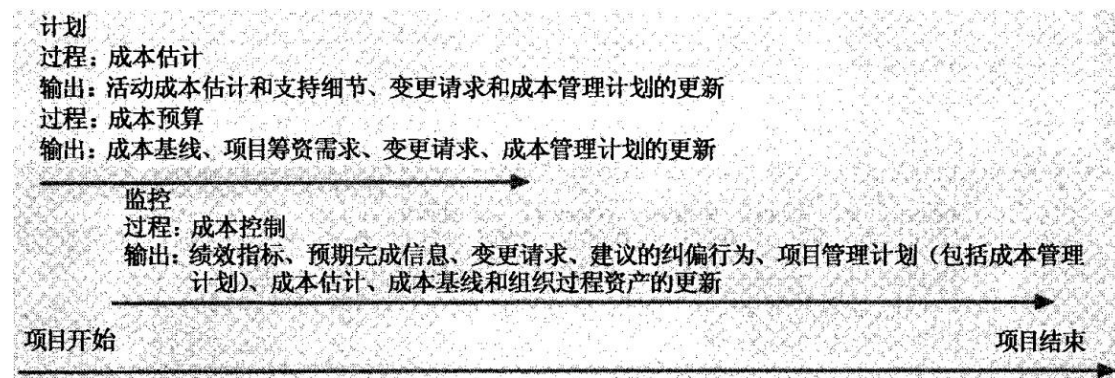 计划
过程：成本估计
输出：活动成本估计和支持细节、变更请求和成本管理计划的更新
过程：成本预算
输出：成本基线、项目筹资需求、变更请求、成本管理计划的更新
监控
过程：成本控制
输出：绩效指标、预期完成信息、变更请求、建议的纠偏行为、项目管理计划（包括成本管理
计划）、成本估计、成本基线和组织过程资产的更新
项目开始
项目结束